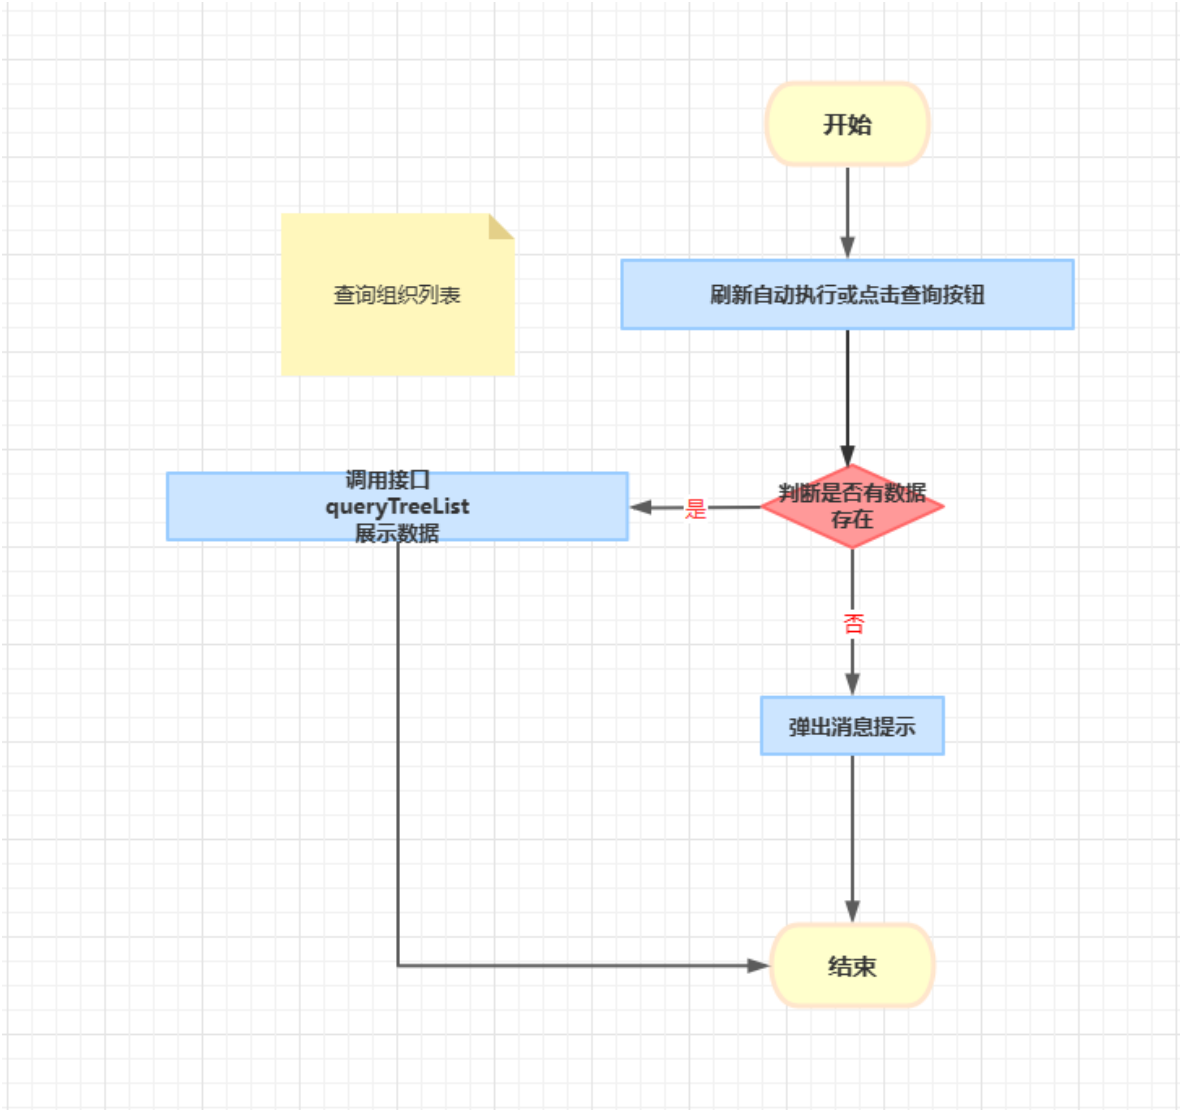 开始
查询组织列表
刷新自动执行或点击查询按钮
调用接口
queryTreeList
展示数据
是
判断是否有数据
存在
否
弹出消息提示
结束